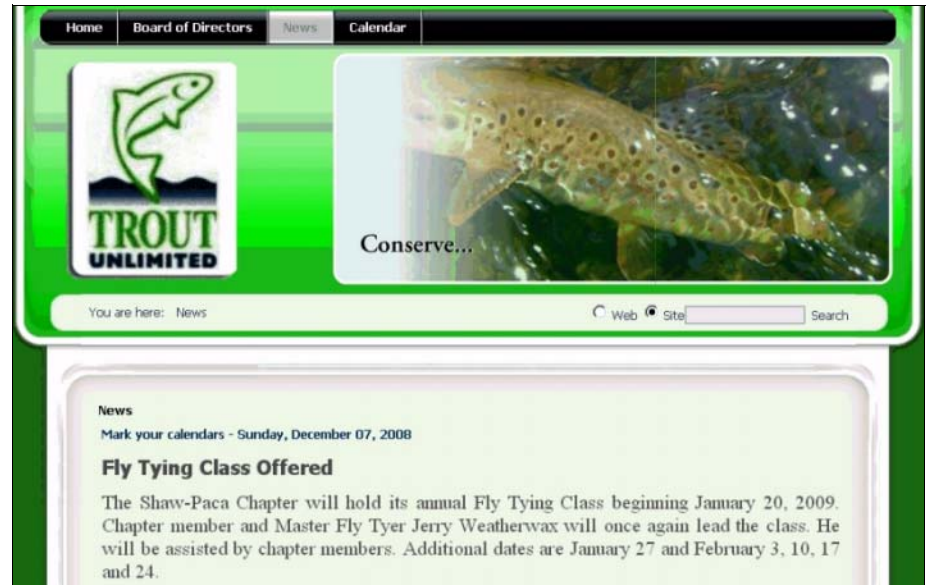 Home Board of Directors News Calendar
TROUT
UNLIMITED
Conserve...
You are here: News
Web Site Search
News
Mark your calendars - Sunday, December 07, 2008
Fly Tying Class Offered
The Shaw-Paca Chapter will hold its annual Fly Tying Class beginning January 20, 2009.
Chapter member and Master Fly Tyer Jerry Weatherwax will once again lead the class. He
will be assisted by chapter members. Additional dates are January 27 and February 3, 10, 17
and 24.